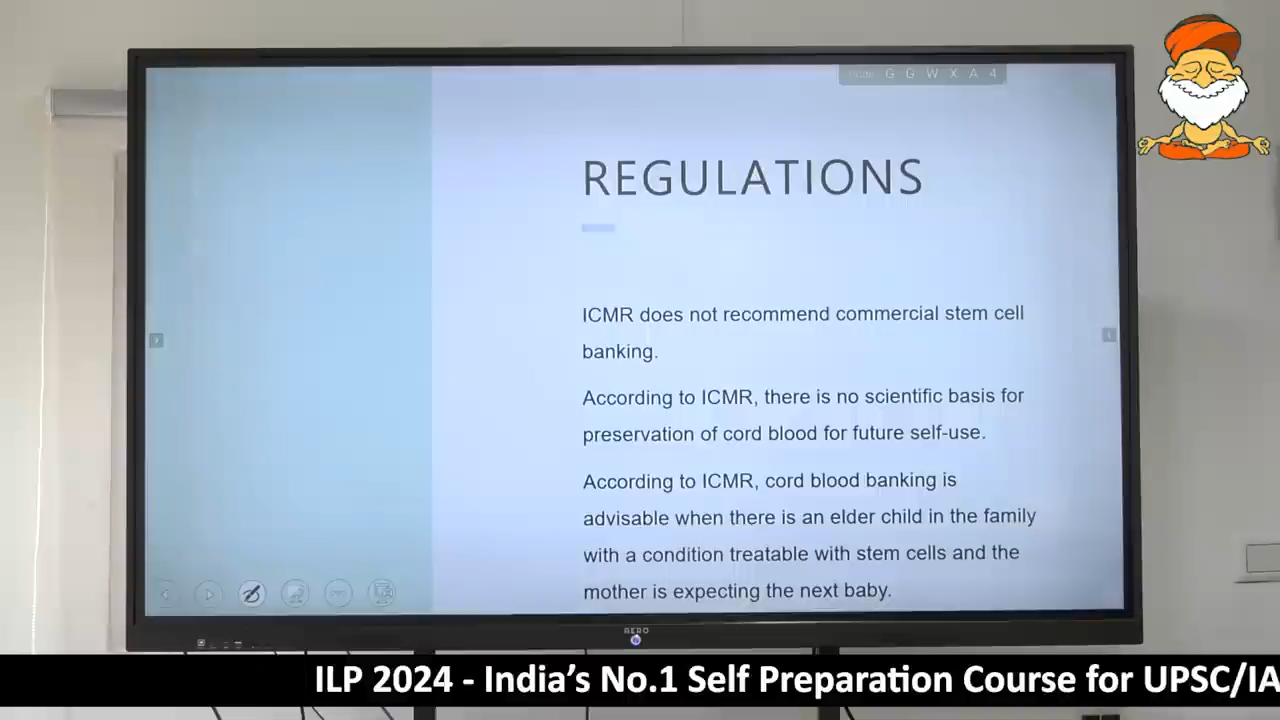 G G W X A 4
REGULATIONS
ICMR does not recommend commercial stem cell
banking.
According to ICMR, there is no scientific basis for
preservation of cord blood for future self-use.
According to ICMR, cord blood banking is
advisable when there is an elder child in the family
with a condition treatable with stem cells and the
mother is expecting the next baby.
AERO
ILP 2024 - India’s No.1 Self Preparation Course for UPSC/IA